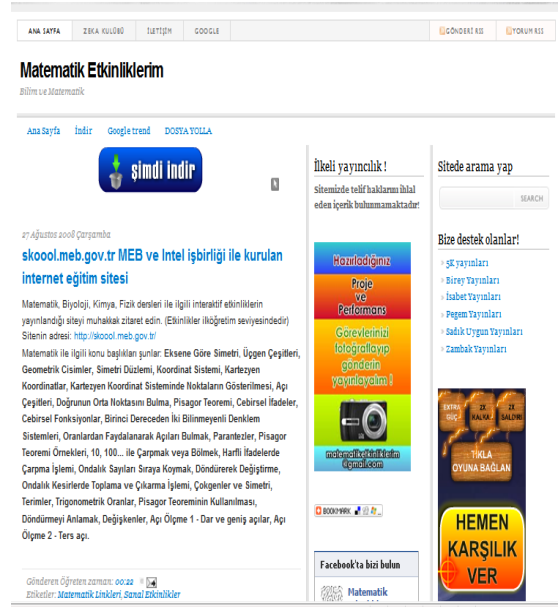 ANA SAYFA ZEKA KULÜBÜ İLETİŞİM GOOGLE
GÖNDERİ RSS YORUM RSS
Matematik Etkinliklerim
Bilim ve Matematik
Ana Sayfa İndir Google trend DOSYA YOLLA
şimdi indir
27 Ağustos 2008 Çarşamba
skoool.meb.gov.tr MEB ve Intel işbirliği ile kurulan
internet eğitim sitesi
Matematik, Biyoloji, Kimya, Fizik dersleri ile ilgili interaktif etkinliklerin
yayınlandığı siteyi muhakkak zitaret edin. (Etkinlikler ilköğretim seviyesindedir)
Sitenin adresi: http://skoool.meb.gov.tr/
Matematik ile ilgili konu başlıkları şunlar: Eksene Göre Simetri, Üçgen Çeşitleri,
Geometrik Cisimler, Simetri Düzlemi, Koordinat Sistemi, Kartezyen
Koordinatlar, Kartezyen Koordinat Sisteminde Noktaların Gösterilmesi, Açı
Çeşitleri, Doğrunun Orta Noktasını Bulma, Pisagor Teoremi, Cebirsel İfadeler,
Cebirsel Fonksiyonlar, Birinci Dereceden İki Bilinmeyenli Denklem
Sistemleri, Oranlardan Faydalanarak Açıları Bulmak, Parantezler, Pisagor
Teoremi Örnekleri, 10, 100... ile Çarpmak veya Bölmek, Harfli İfadelerde
Çarpma İşlemi, Ondalık Sayıları Sıraya Koymak, Döndürerek Değiştirme,
Ondalık Kesirlerde Toplama ve Çıkarma İşlemi, Çokgenler ve Simetri,
Terimler, Trigonometrik Oranlar, Pisagor Teoreminin Kullanılması,
Döndürmeyi Anlamak, Değişkenler, Açı Ölçme 1 - Dar ve geniş açılar, Açı
Ölçme 2 - Ters açı.
Gönderen Öğreten zaman: 00:22
Etiketler: Matematik Linkleri, Sanal Etkinlikler
İlkeli yayıncılık !
Sitemizde telif haklarını ihlal
eden içerik bulunmamaktadır!
Hazırladığınız
Proje
ve
Performans
Görevlerinizi
fotoğraflayıp
gönderin
yayınlayalım !
matematiketkinliklerim
@gmail.com
BOOKMARK
Facebook'ta bizi bulun
Matematik
Sitede arama yap
SEARCH
Bize destek olanlar!
» 5K yayınları
» Birey Yayınları
» İsabet Yayınları
» Pegem Yayınları
» Sadık Uygun Yayınları
» Zambak Yayınları
EXTRA GÜÇ 2X KALKAN 2X SALDIRI
TIKLA
OYUNA BAĞLAN
HEMEN
KARŞILIK
VER